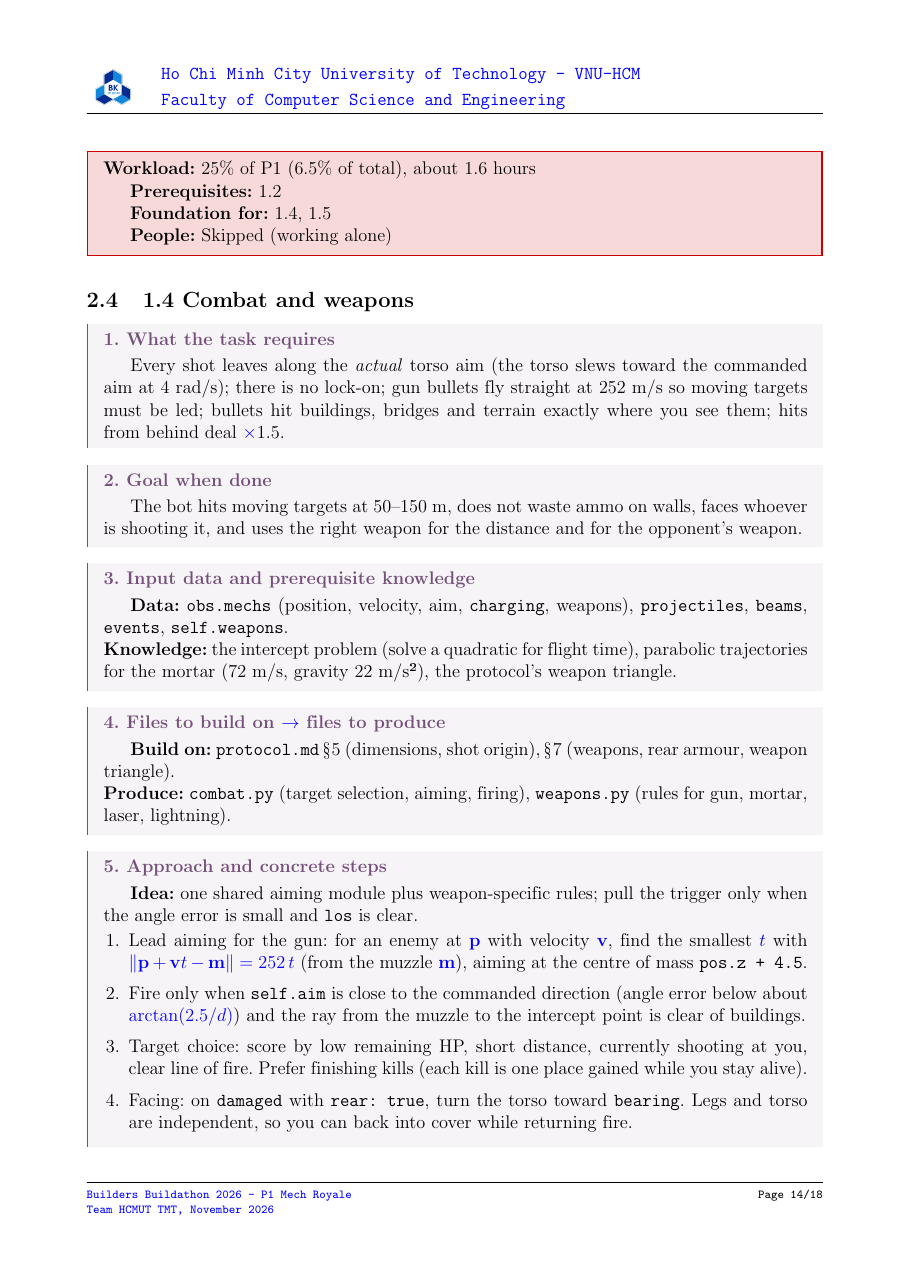 BK
Ho Chi Minh City University of Technology - VNU-HCM
Faculty of Computer Science and Engineering
Workload: 25% of P1 (6.5% of total), about 1.6 hours
Prerequisites: 1.2
Foundation for: 1.4, 1.5
People: Skipped (working alone)
2.4 1.4 Combat and weapons
1. What the task requires
Every shot leaves along the actual torso aim (the torso slews toward the commanded
aim at 4 rad/s); there is no lock-on; gun bullets fly straight at 252 m/s so moving targets
must be led; bullets hit buildings, bridges and terrain exactly where you see them; hits
from behind deal ×1.5.
2. Goal when done
The bot hits moving targets at 50–150 m, does not waste ammo on walls, faces whoever
is shooting it, and uses the right weapon for the distance and for the opponent's weapon.
3. Input data and prerequisite knowledge
Data: obs.mechs (position, velocity, aim, charging, weapons), projectiles, beams,
events, self.weapons.
Knowledge: the intercept problem (solve a quadratic for flight time), parabolic trajectories
for the mortar (72 m/s, gravity 22 m/s²), the protocol's weapon triangle.
4. Files to build on → files to produce
Build on: protocol.md §5 (dimensions, shot origin), §7 (weapons, rear armour, weapon
triangle).
Produce: combat.py (target selection, aiming, firing), weapons.py (rules for gun, mortar,
laser, lightning).
5. Approach and concrete steps
Idea: one shared aiming module plus weapon-specific rules; pull the trigger only when
the angle error is small and los is clear.
1. Lead aiming for the gun: for an enemy at p with velocity v, find the smallest t with
‖p + vt − m‖ = 252 t (from the muzzle m), aiming at the centre of mass pos.z + 4.5.
2. Fire only when self.aim is close to the commanded direction (angle error below about
arctan(2.5/d)) and the ray from the muzzle to the intercept point is clear of buildings.
3. Target choice: score by low remaining HP, short distance, currently shooting at you,
clear line of fire. Prefer finishing kills (each kill is one place gained while you stay alive).
4. Facing: on damaged with rear: true, turn the torso toward bearing. Legs and torso
are independent, so you can back into cover while returning fire.
Builders Buildathon 2026 - P1 Mech Royale
Page 14/18
Team HCMUT TMT, November 2026